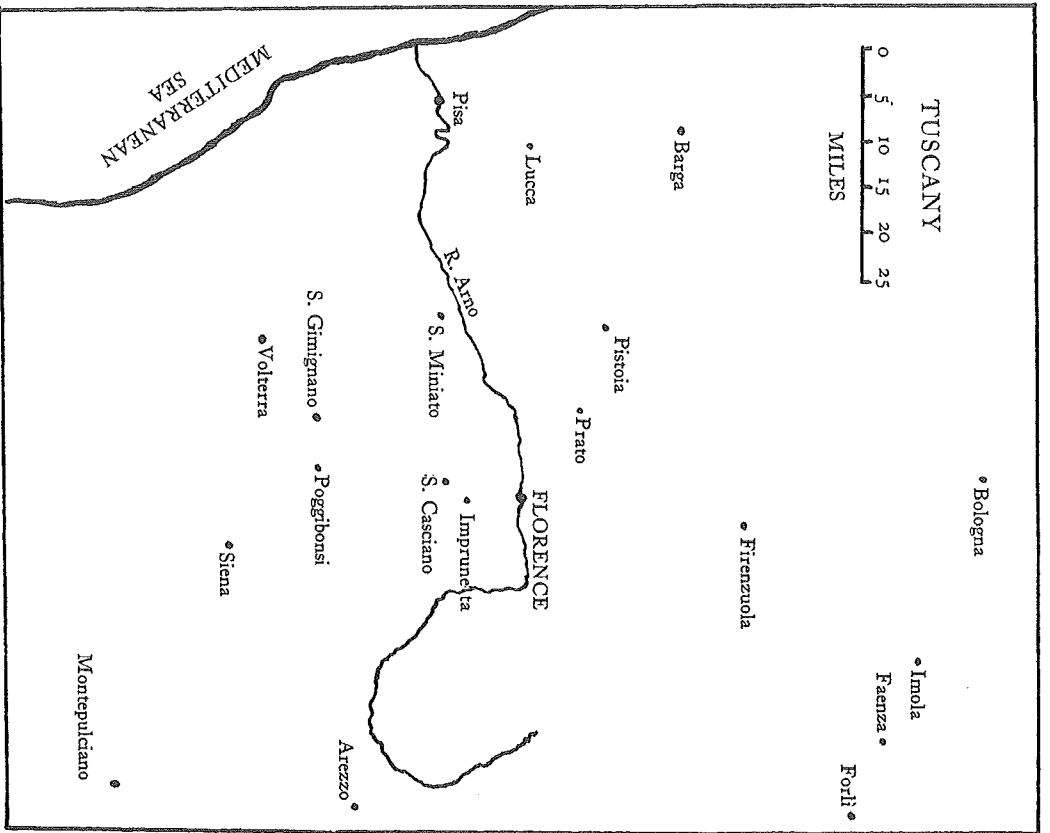 TUSCANY
0 5 10 15 20 25
MILES
Bologna
Imola
Faenza
Forlì
Firenzuola
Barga
Pistoia
Prato
Lucca
FLORENCE
Pisa
R. Arno
Impruneta
S. Casciano
S. Miniato
S. Gimignano
Poggibonsi
Arezzo
Volterra
Siena
Montepulciano
MEDITERRANEAN
SEA